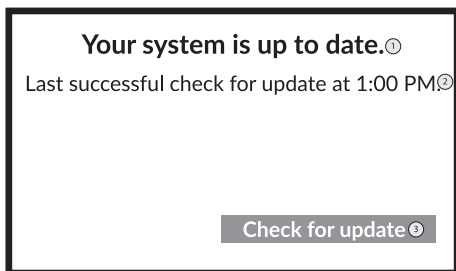 Your system is up to date.①
Last successful check for update at 1:00 PM.②
Check for update③